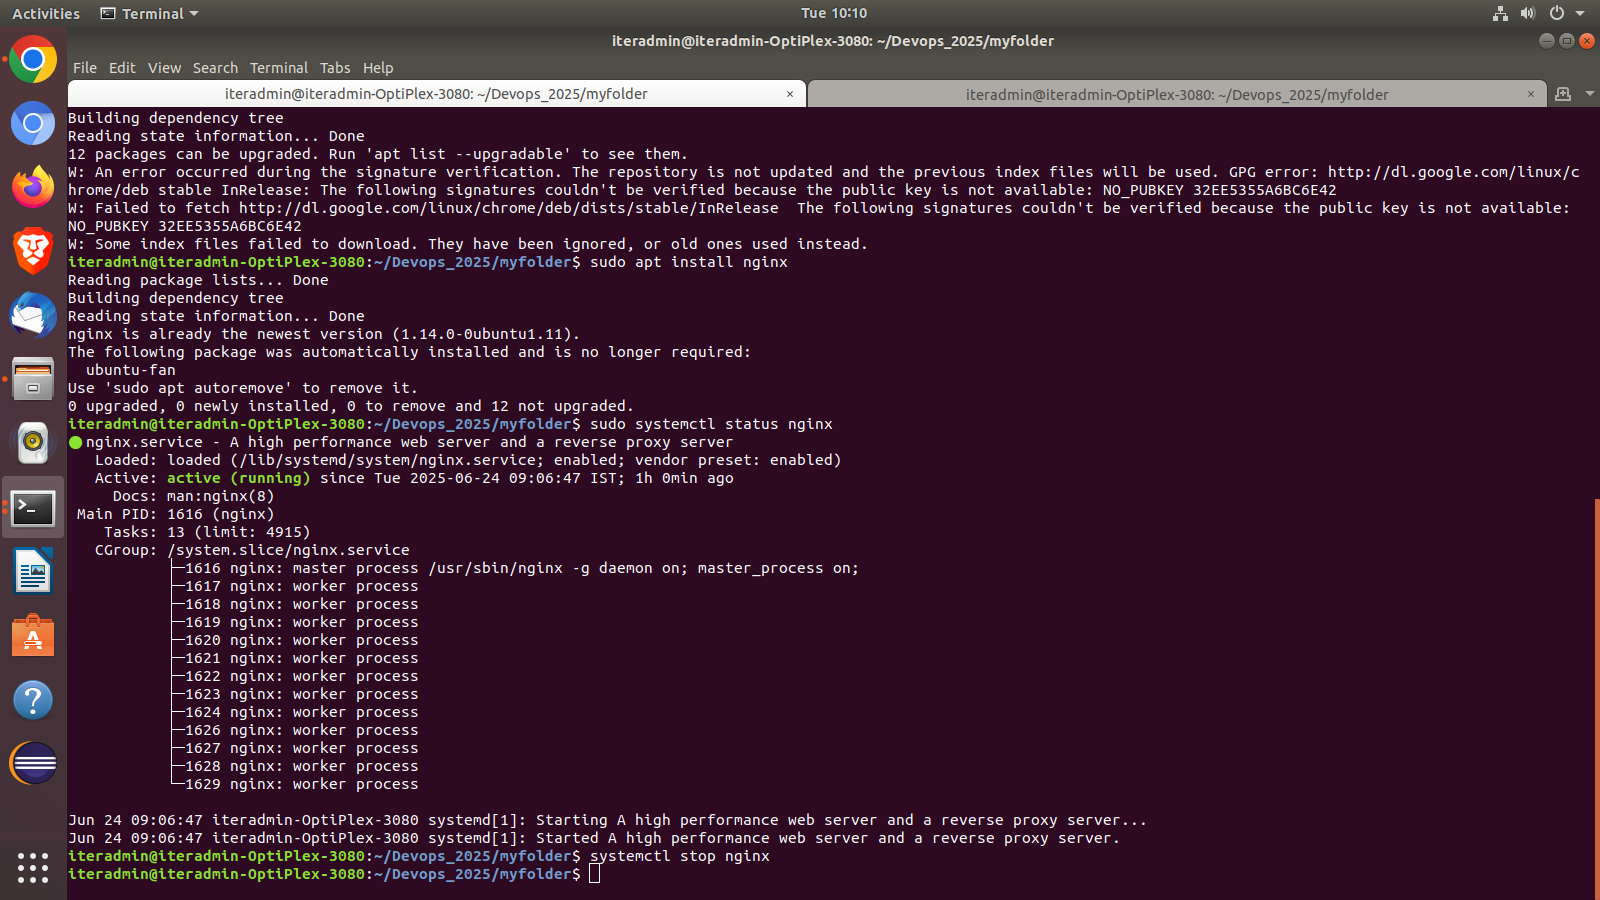 Activities
Terminal
Tue 10:10
iteradmin@iteradmin-OptiPlex-3080: ~/Devops_2025/myfolder
File Edit View Search Terminal Tabs Help
iteradmin@iteradmin-OptiPlex-3080: ~/Devops_2025/myfolder
iteradmin@iteradmin-OptiPlex-3080: ~/Devops_2025/myfolder
Building dependency tree
Reading state information... Done
12 packages can be upgraded. Run 'apt list --upgradable' to see them.
W: An error occurred during the signature verification. The repository is not updated and the previous index files will be used. GPG error: http://dl.google.com/linux/c
hrome/deb stable InRelease: The following signatures couldn't be verified because the public key is not available: NO_PUBKEY 32EE5355A6BC6E42
W: Failed to fetch http://dl.google.com/linux/chrome/deb/dists/stable/InRelease  The following signatures couldn't be verified because the public key is not available:
NO_PUBKEY 32EE5355A6BC6E42
W: Some index files failed to download. They have been ignored, or old ones used instead.
iteradmin@iteradmin-OptiPlex-3080:~/Devops_2025/myfolder$ sudo apt install nginx
Reading package lists... Done
Building dependency tree
Reading state information... Done
nginx is already the newest version (1.14.0-0ubuntu1.11).
The following package was automatically installed and is no longer required:
  ubuntu-fan
Use 'sudo apt autoremove' to remove it.
0 upgraded, 0 newly installed, 0 to remove and 12 not upgraded.
iteradmin@iteradmin-OptiPlex-3080:~/Devops_2025/myfolder$ sudo systemctl status nginx
● nginx.service - A high performance web server and a reverse proxy server
   Loaded: loaded (/lib/systemd/system/nginx.service; enabled; vendor preset: enabled)
   Active: active (running) since Tue 2025-06-24 09:06:47 IST; 1h 0min ago
     Docs: man:nginx(8)
 Main PID: 1616 (nginx)
    Tasks: 13 (limit: 4915)
   CGroup: /system.slice/nginx.service
           ├─1616 nginx: master process /usr/sbin/nginx -g daemon on; master_process on;
           ├─1617 nginx: worker process
           ├─1618 nginx: worker process
           ├─1619 nginx: worker process
           ├─1620 nginx: worker process
           ├─1621 nginx: worker process
           ├─1622 nginx: worker process
           ├─1623 nginx: worker process
           ├─1624 nginx: worker process
           ├─1626 nginx: worker process
           ├─1627 nginx: worker process
           ├─1628 nginx: worker process
           └─1629 nginx: worker process
Jun 24 09:06:47 iteradmin-OptiPlex-3080 systemd[1]: Starting A high performance web server and a reverse proxy server...
Jun 24 09:06:47 iteradmin-OptiPlex-3080 systemd[1]: Started A high performance web server and a reverse proxy server.
iteradmin@iteradmin-OptiPlex-3080:~/Devops_2025/myfolder$ systemctl stop nginx
iteradmin@iteradmin-OptiPlex-3080:~/Devops_2025/myfolder$